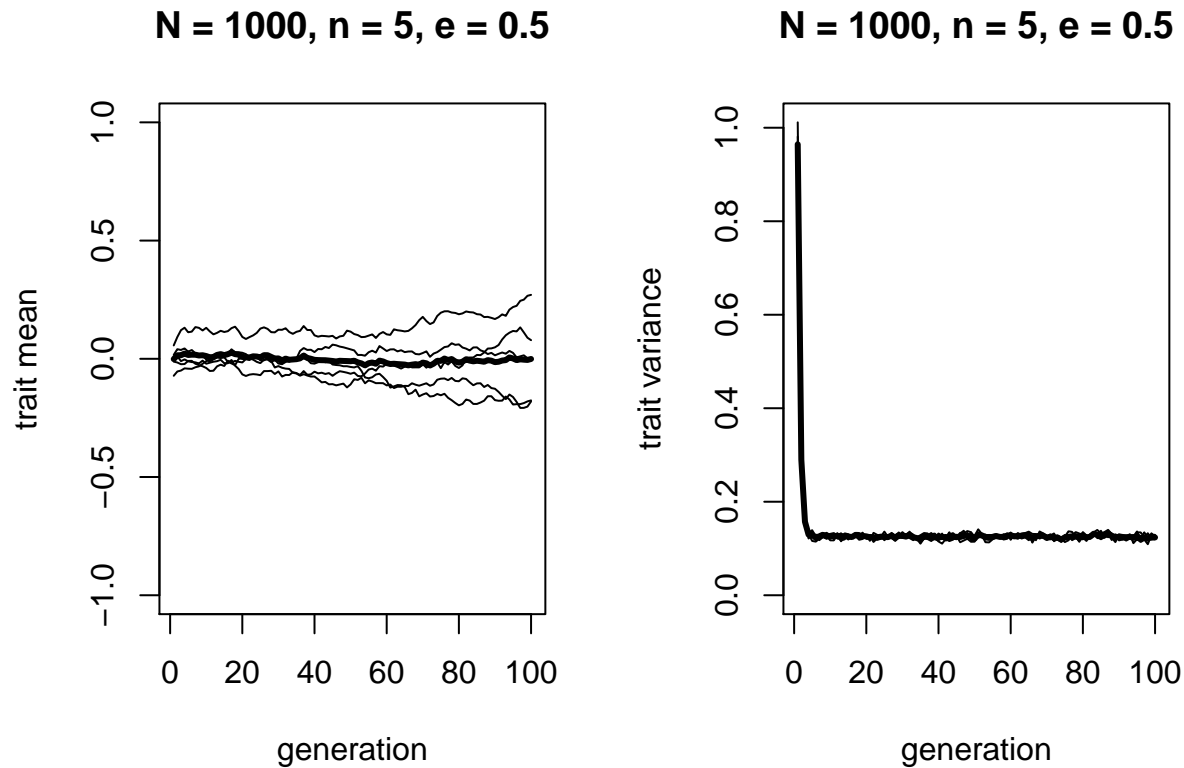 N = 1000, n = 5, e = 0.5
trait mean
1.0
0.5
0.0
−0.5
−1.0
0 20 40 60 80 100
generation
N = 1000, n = 5, e = 0.5
trait variance
1.0
0.8
0.6
0.4
0.2
0.0
0 20 40 60 80 100
generation